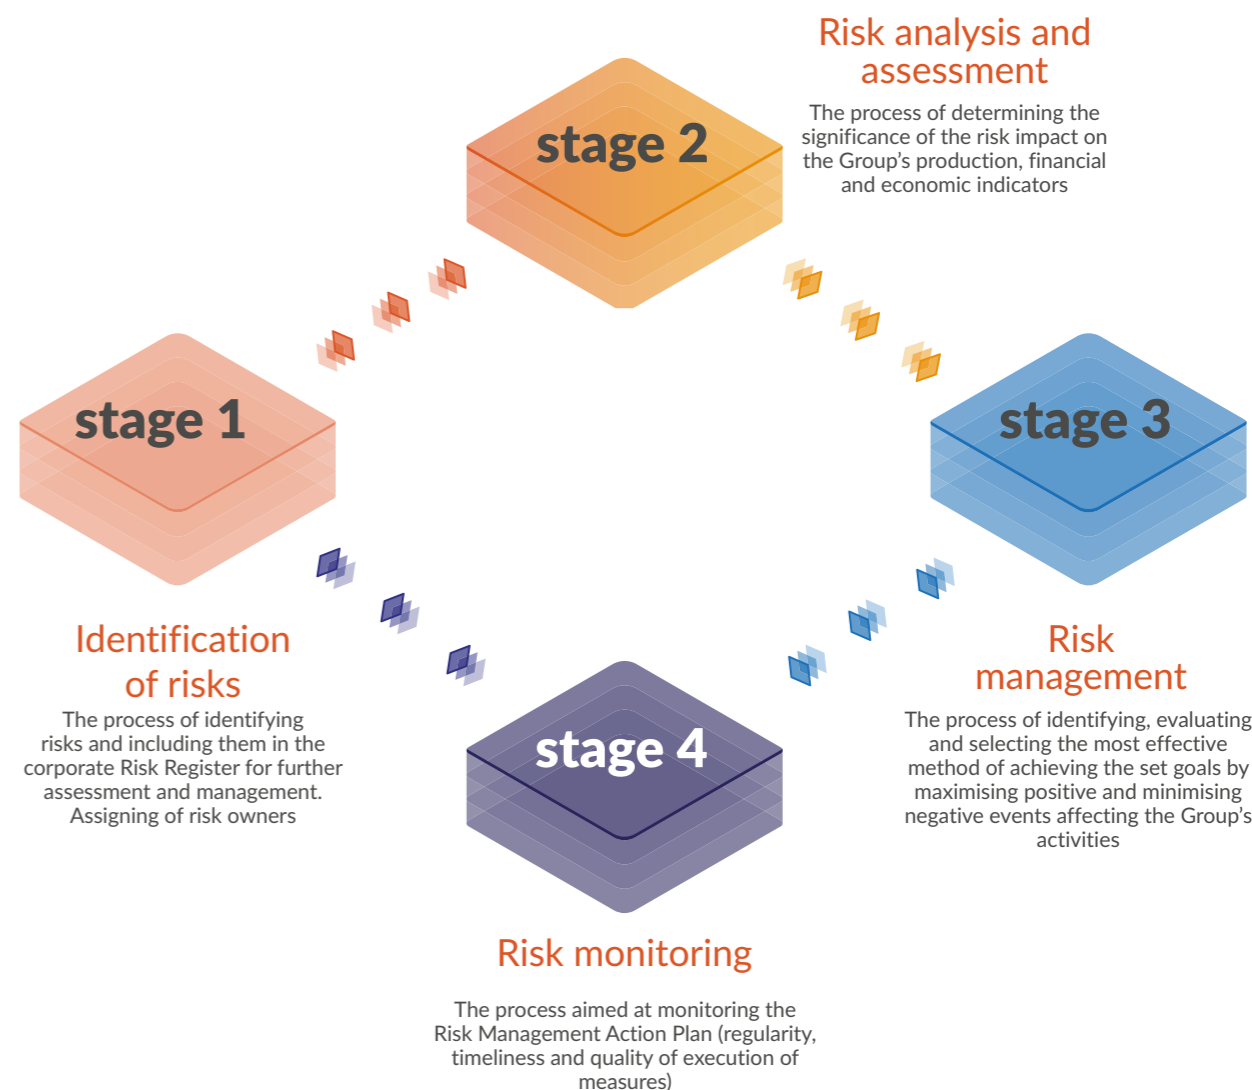 stage 1
Identification
of risks
The process of identifying
risks and including them in the
corporate Risk Register for further
assessment and management.
Assigning of risk owners
stage 2
Risk analysis and
assessment
The process of determining the
significance of the risk impact on
the Group's production, financial
and economic indicators
stage 3
Risk
management
The process of identifying, evaluating
and selecting the most effective
method of achieving the set goals by
maximising positive and minimising
negative events affecting the Group's
activities
stage 4
Risk monitoring
The process aimed at monitoring the
Risk Management Action Plan (regularity,
timeliness and quality of execution of
measures)